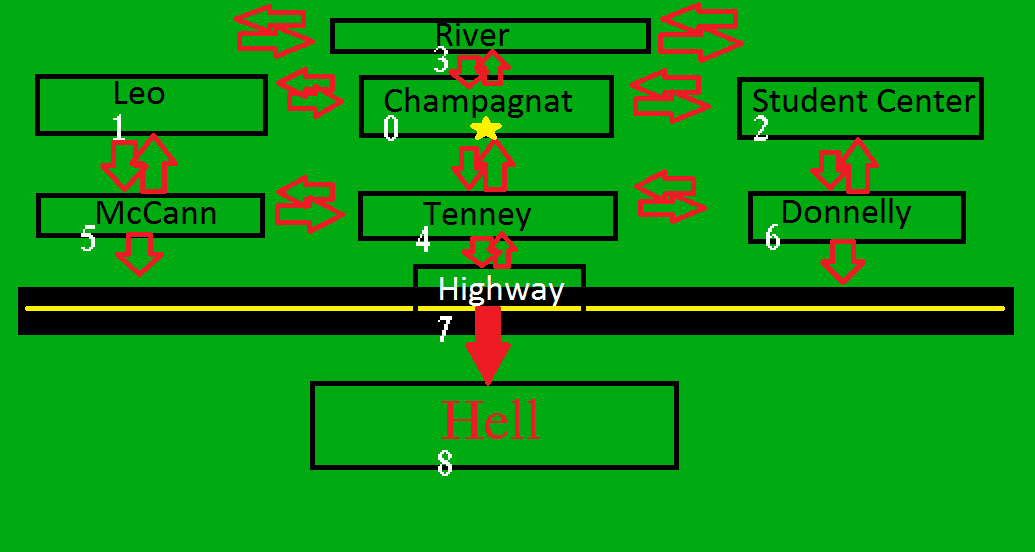 River
3
Leo
1
Champagnat
0
Student Center
2
McCann
5
Tenney
4
Donnelly
6
Highway
7
Hell
8